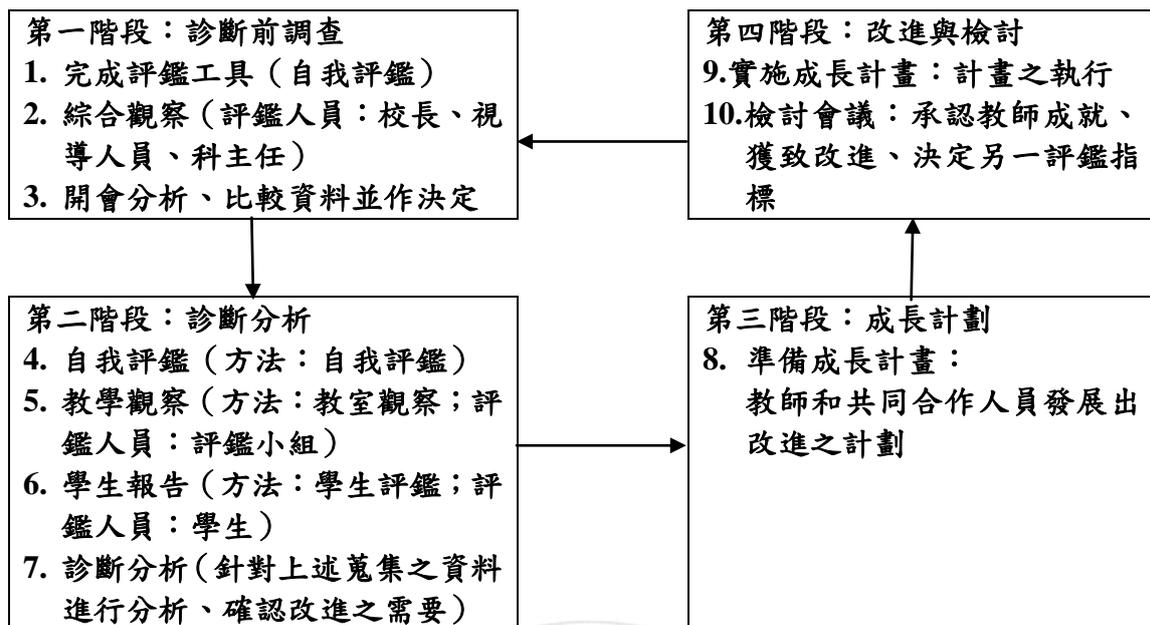 第一階段：診斷前調查
1. 完成評鑑工具（自我評鑑）
2. 綜合觀察（評鑑人員：校長、視
導人員、科主任）
3. 開會分析、比較資料並作決定
第二階段：診斷分析
4. 自我評鑑（方法：自我評鑑）
5. 教學觀察（方法：教室觀察；評
鑑人員：評鑑小組）
6. 學生報告（方法：學生評鑑；評
鑑人員：學生）
7. 診斷分析（針對上述蒐集之資料
進行分析、確認改進之需要）
第三階段：成長計劃
8. 準備成長計畫：
教師和共同合作人員發展出
改進之計劃
第四階段：改進與檢討
9.實施成長計畫：計畫之執行
10.檢討會議：承認教師成就、
獲致改進、決定另一評鑑指
標